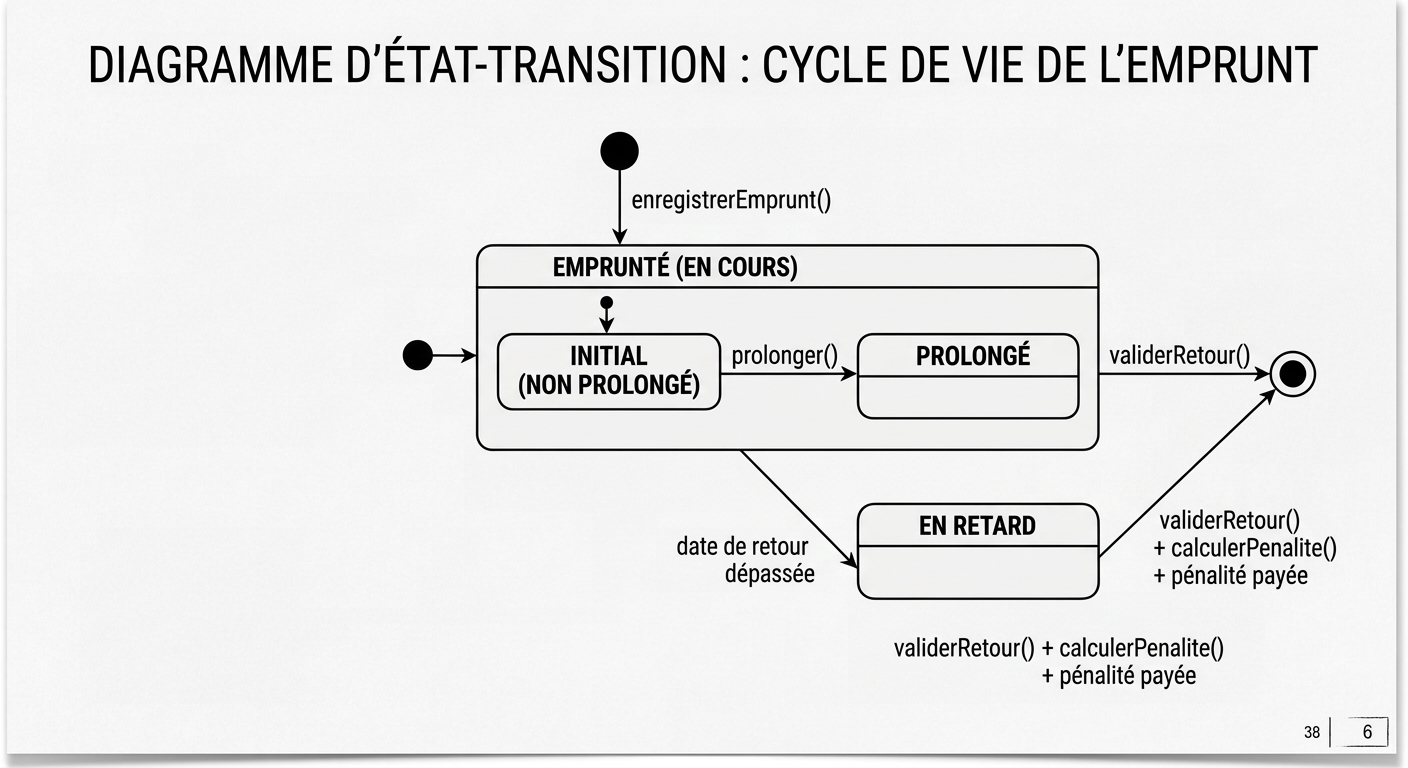 DIAGRAMME D’ÉTAT-TRANSITION : CYCLE DE VIE DE L’EMPRUNT
enregistrerEmprunt()
EMPRUNTÉ (EN COURS)
INITIAL
(NON PROLONGÉ)
prolonger()
PROLONGÉ
validerRetour()
date de retour
dépassée
EN RETARD
validerRetour()
+ calculerPenalite()
+ pénalité payée
validerRetour() + calculerPenalite()
+ pénalité payée
38
6